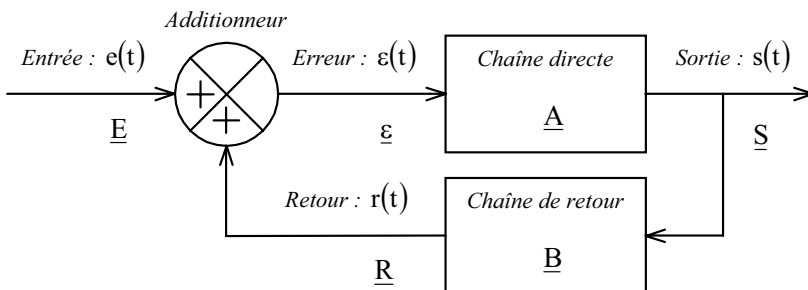 Additionneur
Entrée : e(t)
Erreur : ε(t)
Chaîne directe
Sortie : s(t)
+
+
E
ε
A
S
Retour : r(t)
Chaîne de retour
R
B